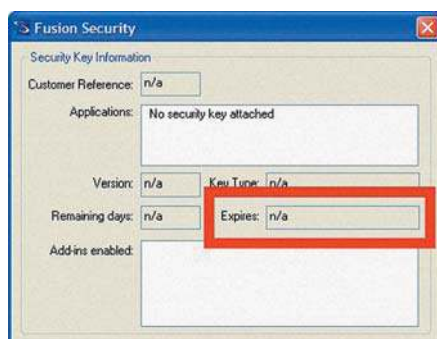 Fusion Security
Security Key Information
Customer Reference: n/a
Applications: No security key attached
Version: n/a Key Type: n/a
Remaining days: n/a Expires: n/a
Add-ins enabled: